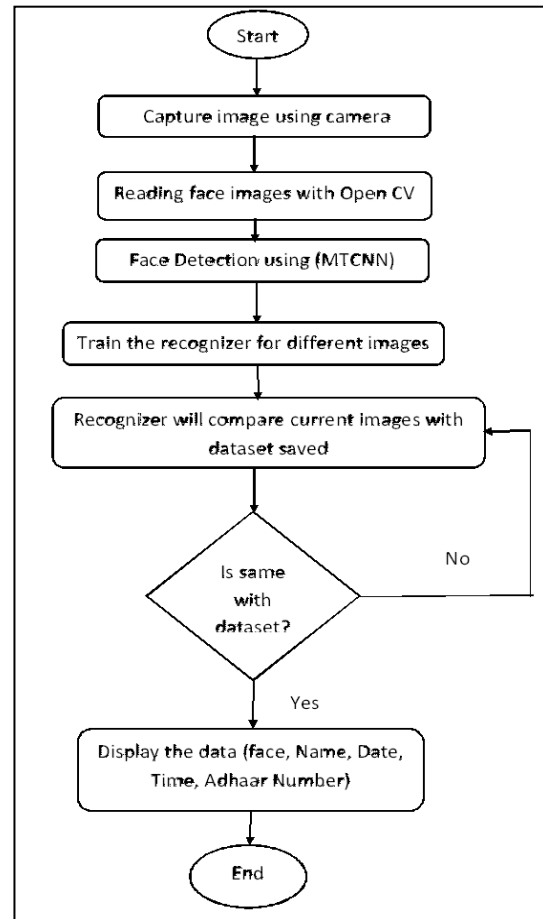 Start
Capture image using camera
Reading face images with Open CV
Face Detection using (MTCNN)
Train the recognizer for different images
Recognizer will compare current images with
dataset saved
Is same
with
dataset?
No
Yes
Display the data (face, Name, Date,
Time, Adhaar Number)
End